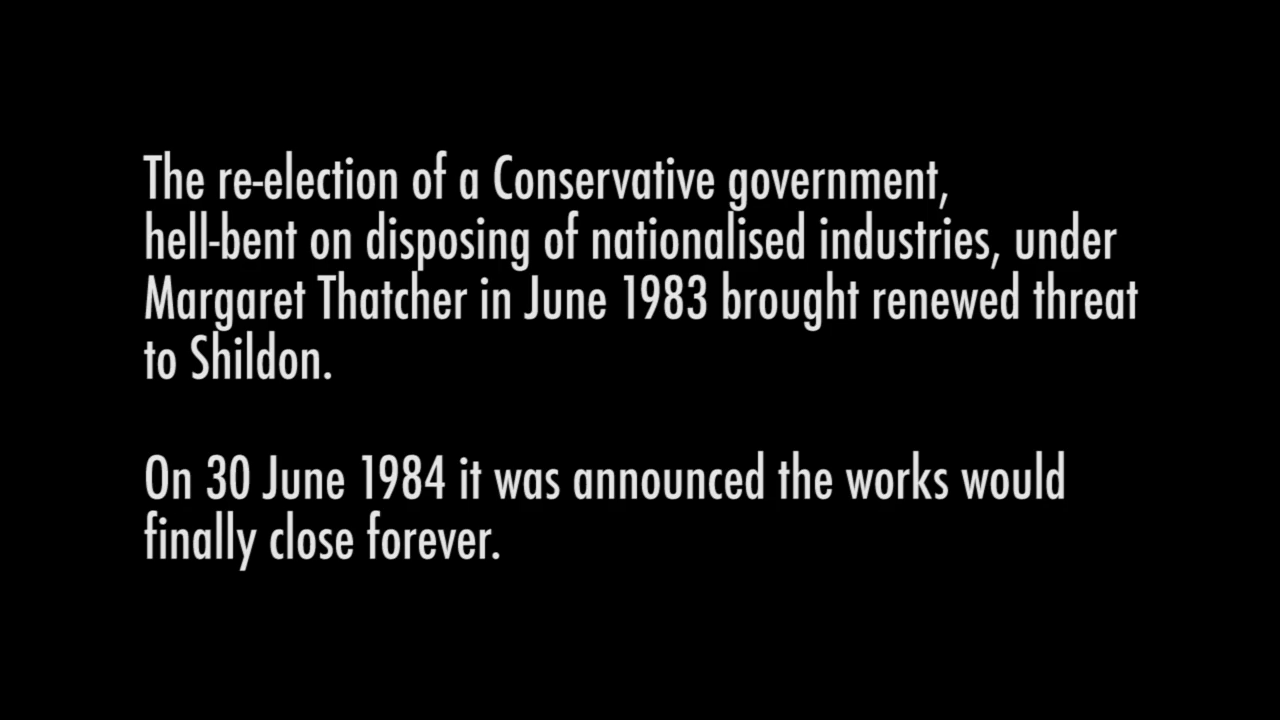 The re-election of a Conservative government,
hell-bent on disposing of nationalised industries, under
Margaret Thatcher in June 1983 brought renewed threat
to Shildon.
On 30 June 1984 it was announced the works would
finally close forever.